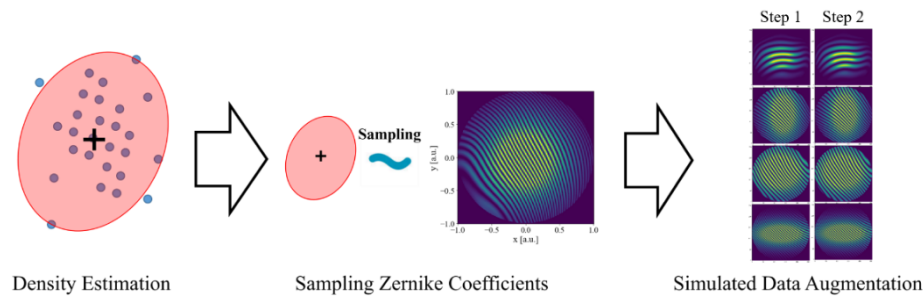 Step 1 Step 2
Sampling
y [a.u.]
1.0
0.5
0.0
-0.5
-1.0
-1.0 -0.5 0.0 0.5 1.0
x [a.u.]
Density Estimation
Sampling Zernike Coefficients
Simulated Data Augmentation